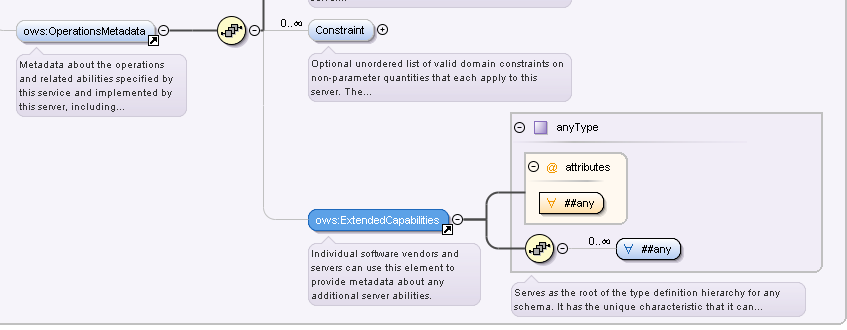 server...
0..∞
ows:OperationsMetadata
Constraint
Metadata about the operations
and related abilities specified by
this service and implemented by
this server, including...
Optional unordered list of valid domain constraints on
non-parameter quantities that each apply to this
server. The...
anyType
@ attributes
∀ ##any
ows:ExtendedCapabilities
0..∞
∀ ##any
Individual software vendors and
servers can use this element to
provide metadata about any
additional server abilities.
Serves as the root of the type definition hierarchy for any
schema. It has the unique characteristic that it can...